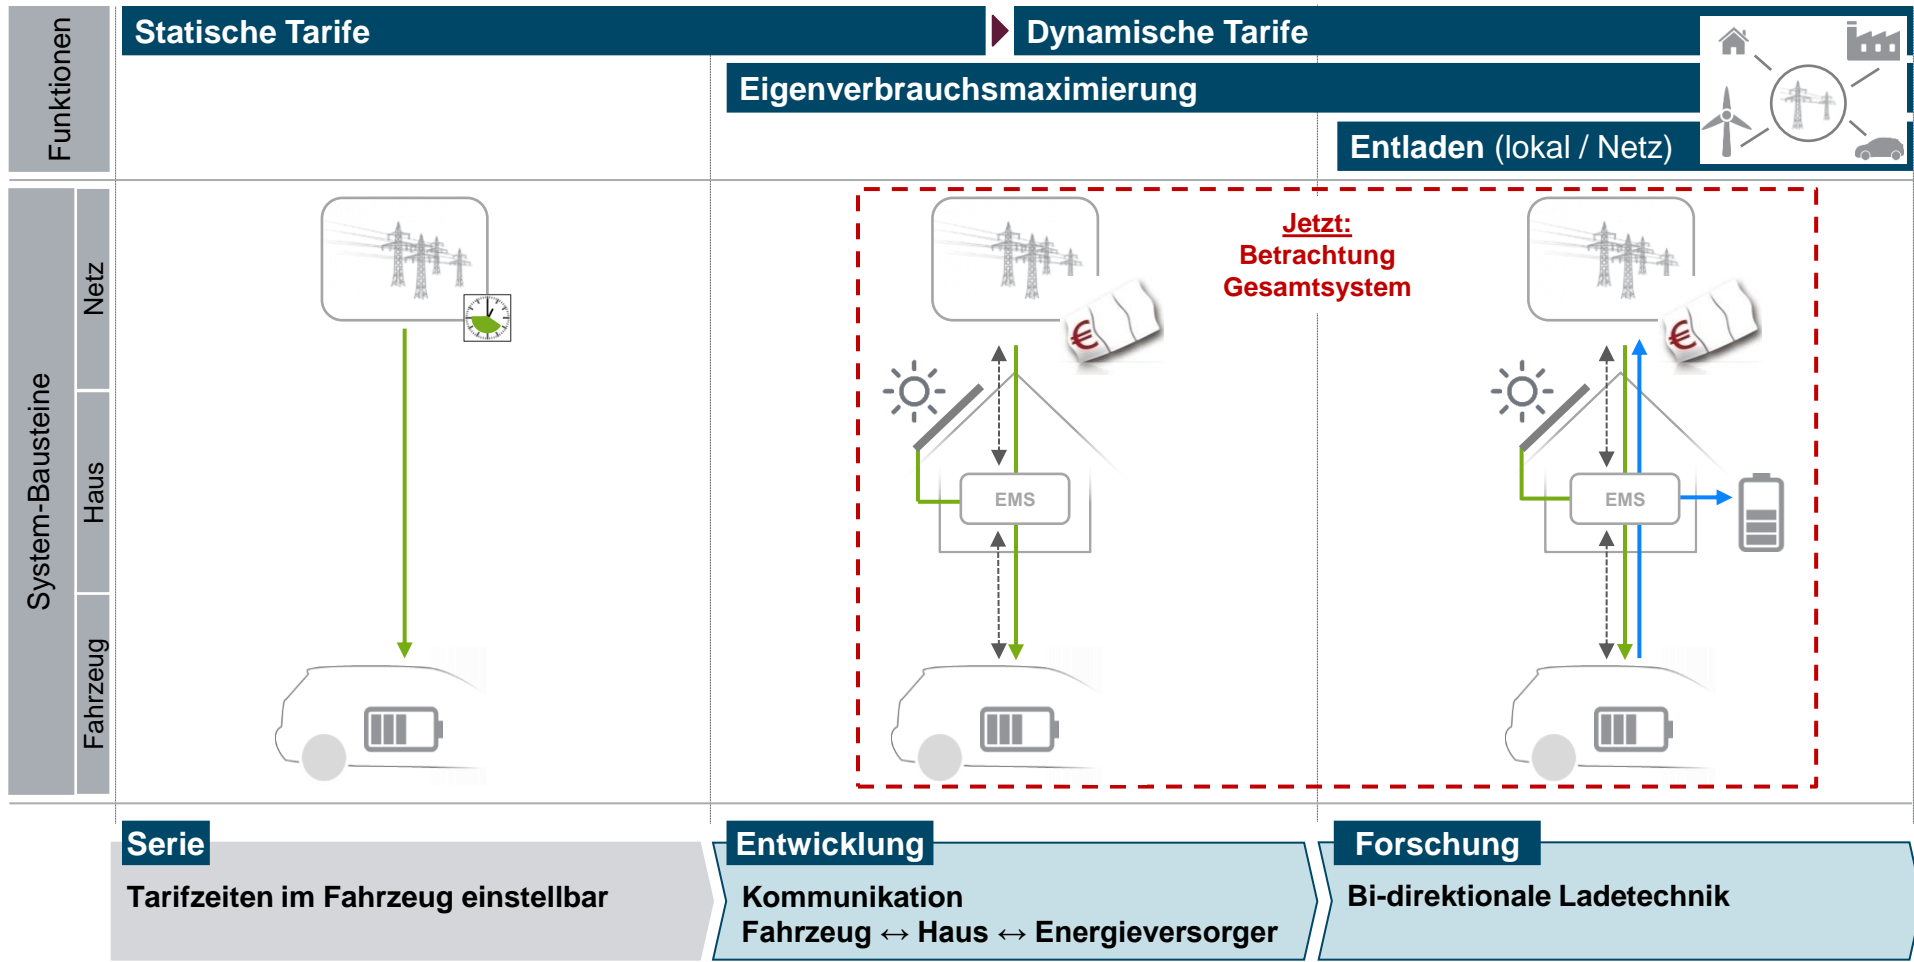 Funktionen
Statische Tarife
Dynamische Tarife
Eigenverbrauchsmaximierung
Entladen (lokal / Netz)
System-Bausteine
Netz
Haus
Fahrzeug
€
Jetzt:
Betrachtung
Gesamtsystem
€
EMS
EMS
Serie
Tarifzeiten im Fahrzeug einstellbar
Entwicklung
Kommunikation
Fahrzeug ↔ Haus ↔ Energieversorger
Forschung
Bi-direktionale Ladetechnik